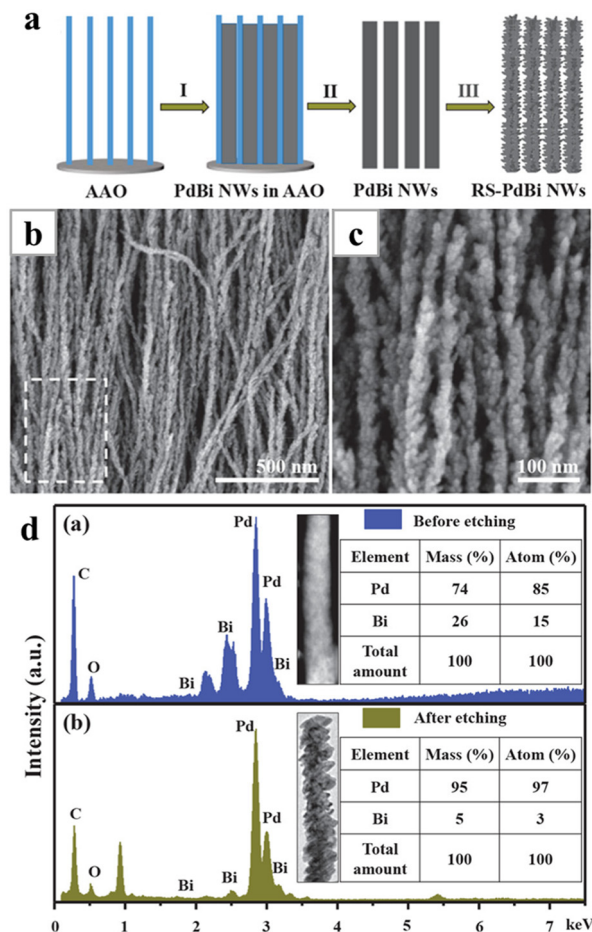 a
I
II
III
AAO
PdBi NWs in AAO
PdBi NWs
RS-PdBi NWs
b
500 nm
c
100 nm
d
(a)
Pd
Before etching
C
Pd
O
Bi
Bi
Bi
Element Mass (%) Atom (%)
Pd 74 85
Bi 26 15
Total amount 100 100
Intensity (a.u.)
(b)
Pd
After etching
C
Pd
O
Bi
Bi
Bi
Element Mass (%) Atom (%)
Pd 95 97
Bi 5 3
Total amount 100 100
0 1 2 3 4 5 6 7 keV